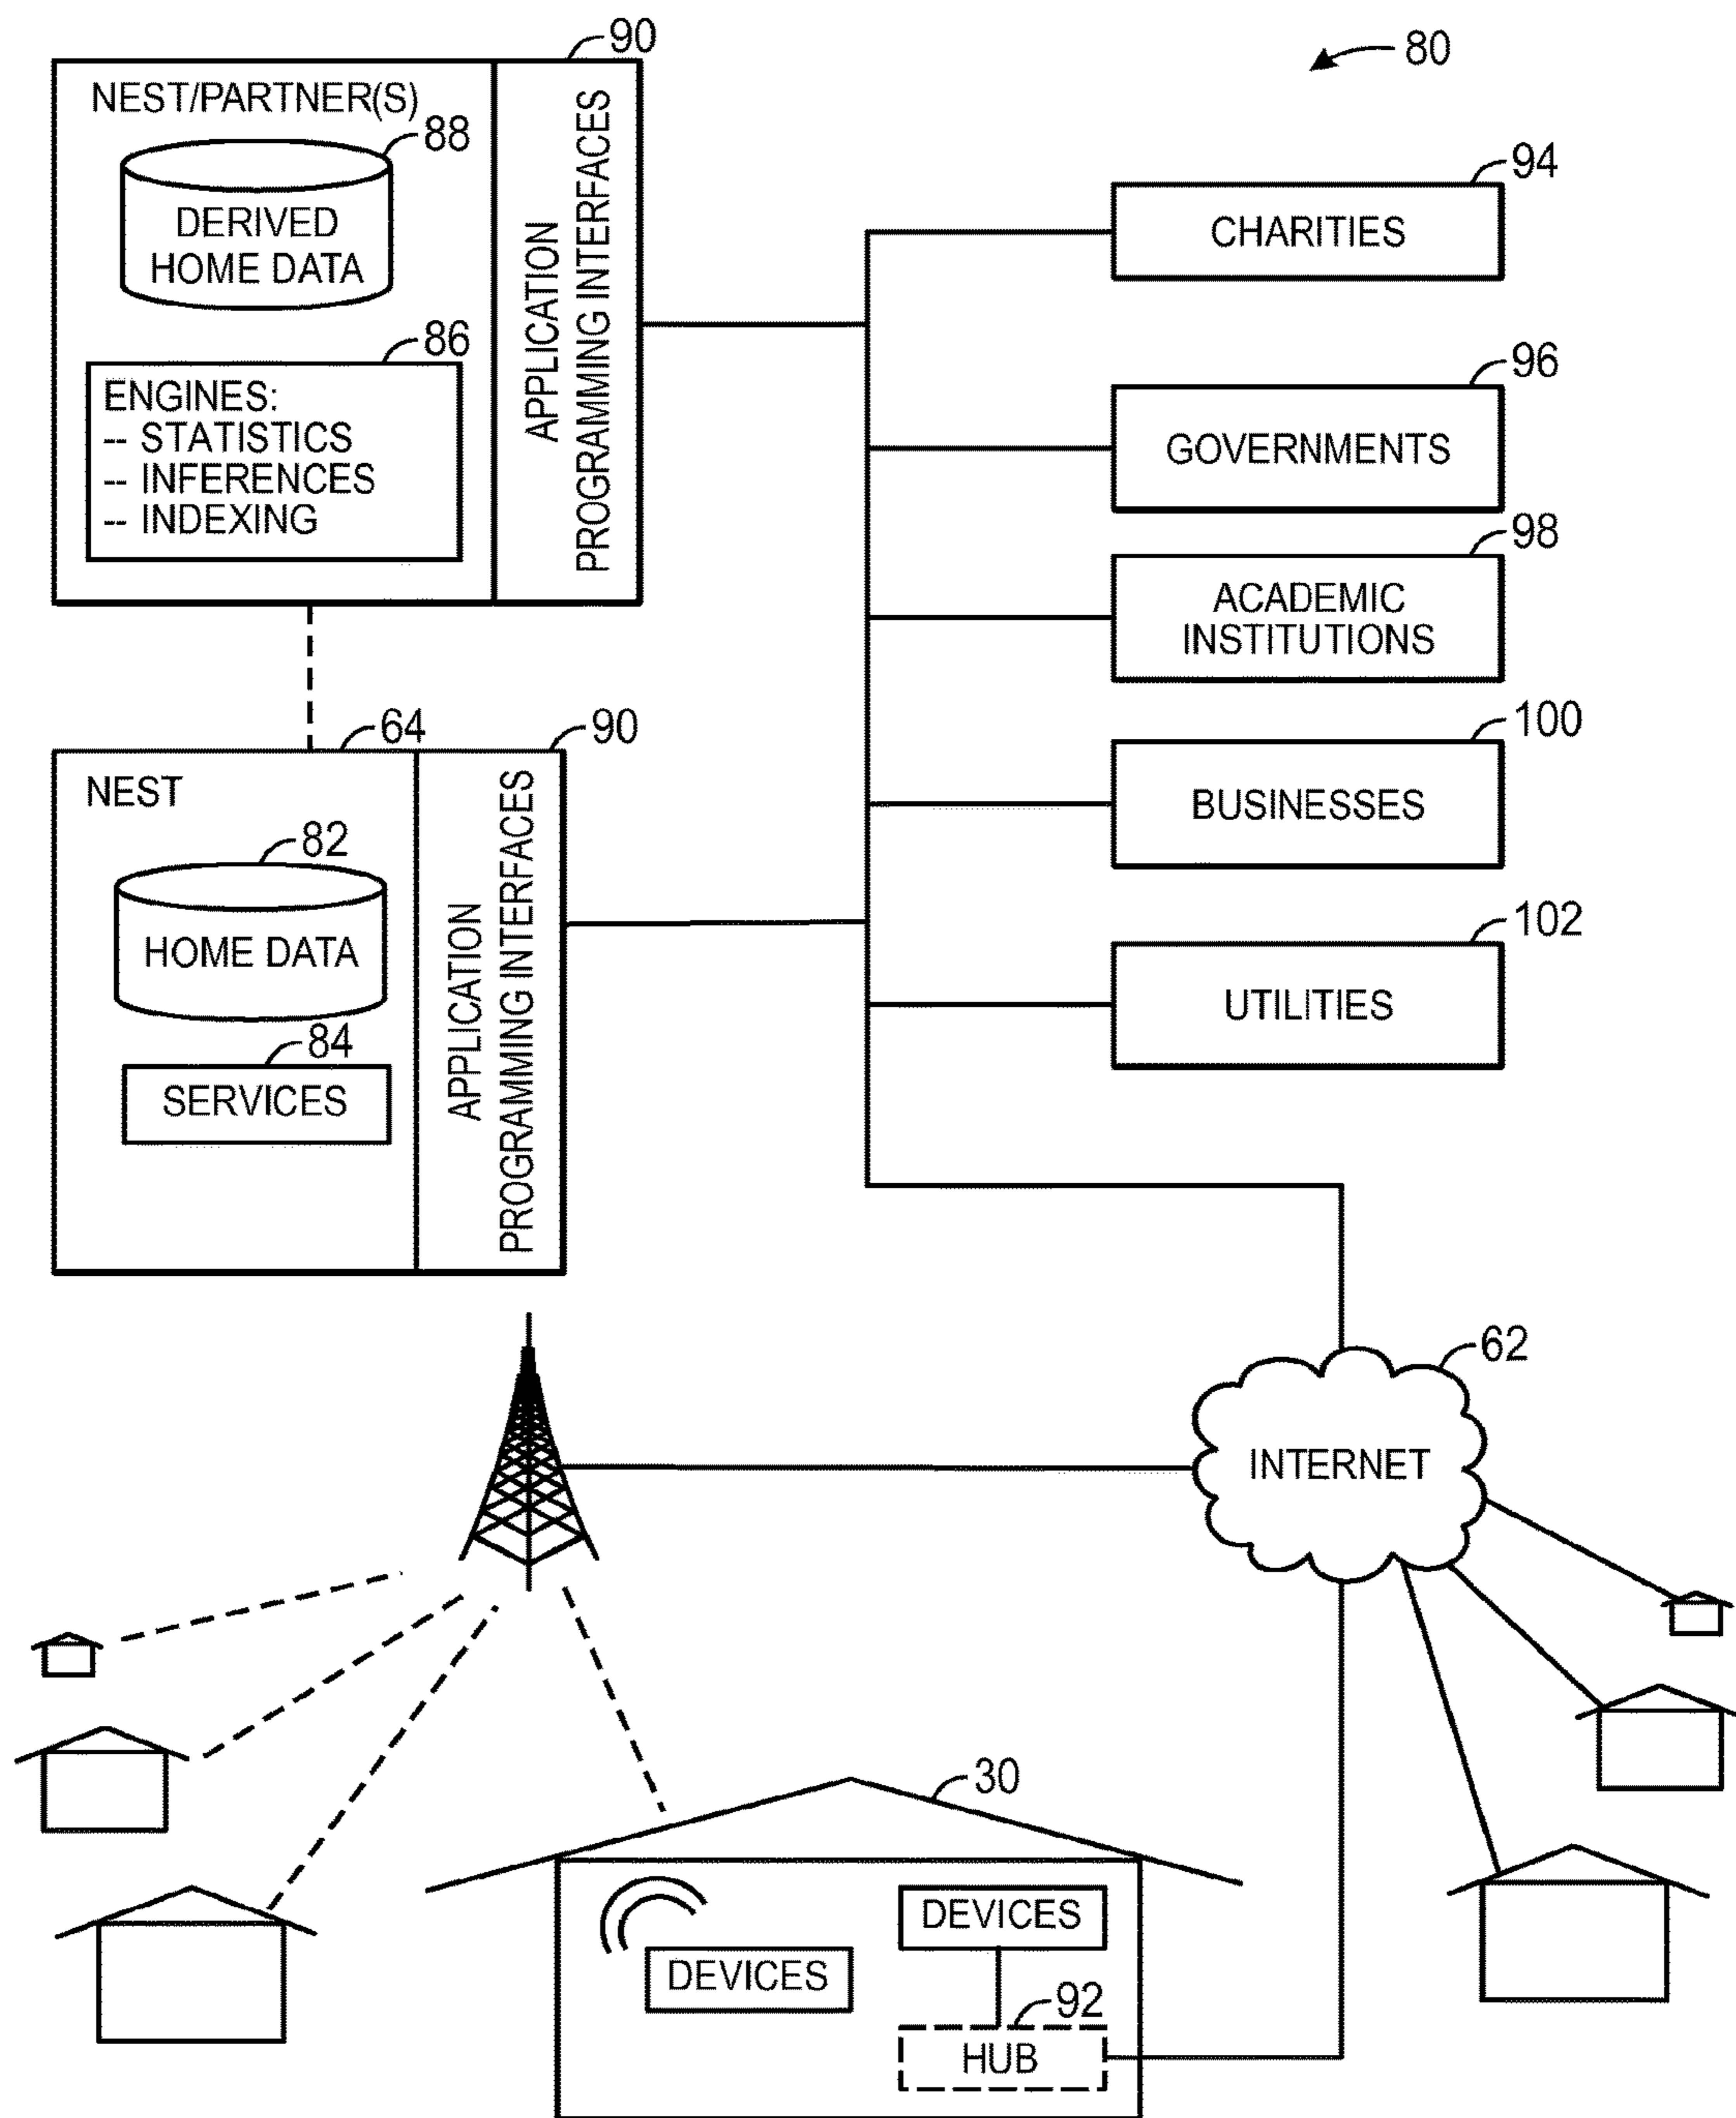 90
80
NEST/PARTNER(S)
88
DERIVED
HOME DATA
86
ENGINES:
-- STATISTICS
-- INFERENCES
-- INDEXING
APPLICATION
PROGRAMMING INTERFACES
94
CHARITIES
96
GOVERNMENTS
98
ACADEMIC
INSTITUTIONS
100
BUSINESSES
102
UTILITIES
64
90
NEST
82
HOME DATA
84
SERVICES
APPLICATION
PROGRAMMING INTERFACES
62
INTERNET
30
DEVICES
DEVICES
92
HUB